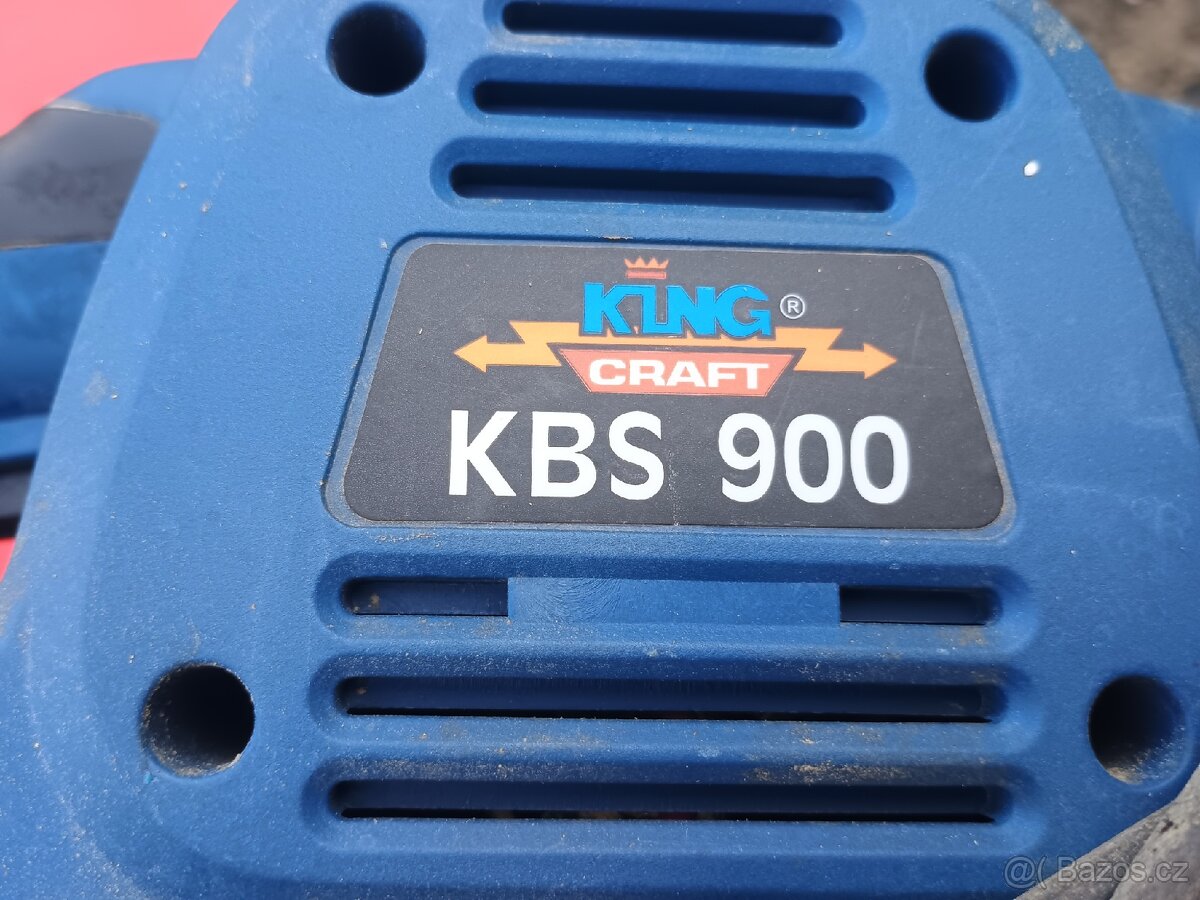 KING ®
CRAFT
KBS 900
@( Bazos.cz